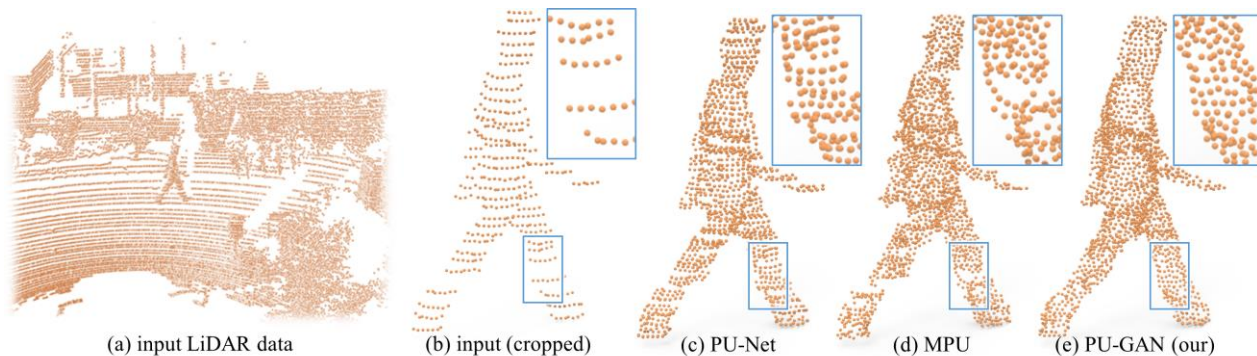 (a) input LiDAR data
(b) input (cropped)
(c) PU-Net
(d) MPU
(e) PU-GAN (our)